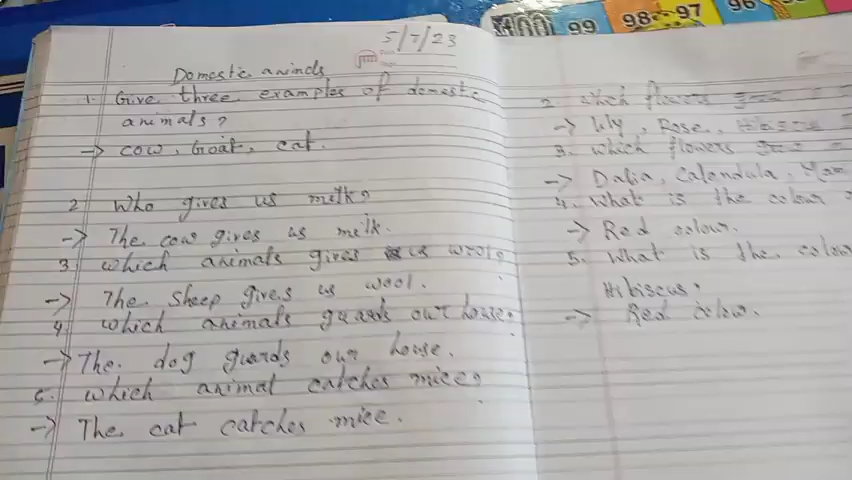 100 99 98 97 96
5/7/23
Domestic animals
1. Give three examples of domestic
animals?
-> cow, Goat, cat.
2 Who gives us milk?
-> The cow gives us milk.
3 which animals gives us wool?
-> The sheep gives us wool.
4. which animals guards our house?
-> The dog guards our house.
5. which animal catches mice?
-> The cat catches mice.
2 which flowers
-> lily, Rose, Hibiscus
3. which flowers
-> Dalia, Calendula,
4. What is the colour
-> Red colour.
5. What is the colour
Hibiscus?
-> Red colour.